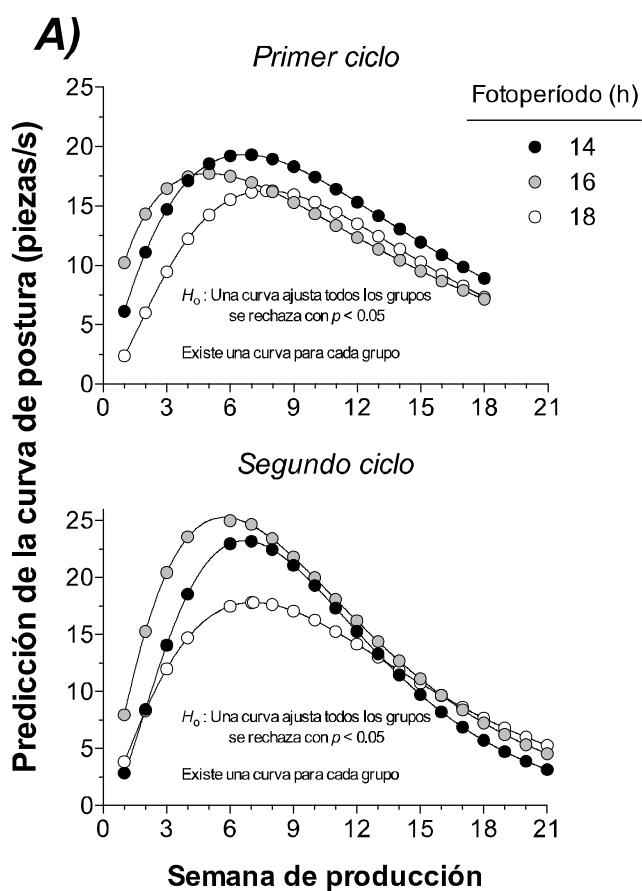 A)
Primer ciclo
Fotoperíodo (h)
14
16
18
Predicción de la curva de postura (piezas/s)
25
20
15
10
5
0
H₀ : Una curva ajusta todos los grupos
se rechaza con p < 0.05
Existe una curva para cada grupo
0 3 6 9 12 15 18 21
Segundo ciclo
25
20
15
10
5
0
H₀ : Una curva ajusta todos los grupos
se rechaza con p < 0.05
Existe una curva para cada grupo
0 3 6 9 12 15 18 21
Semana de producción